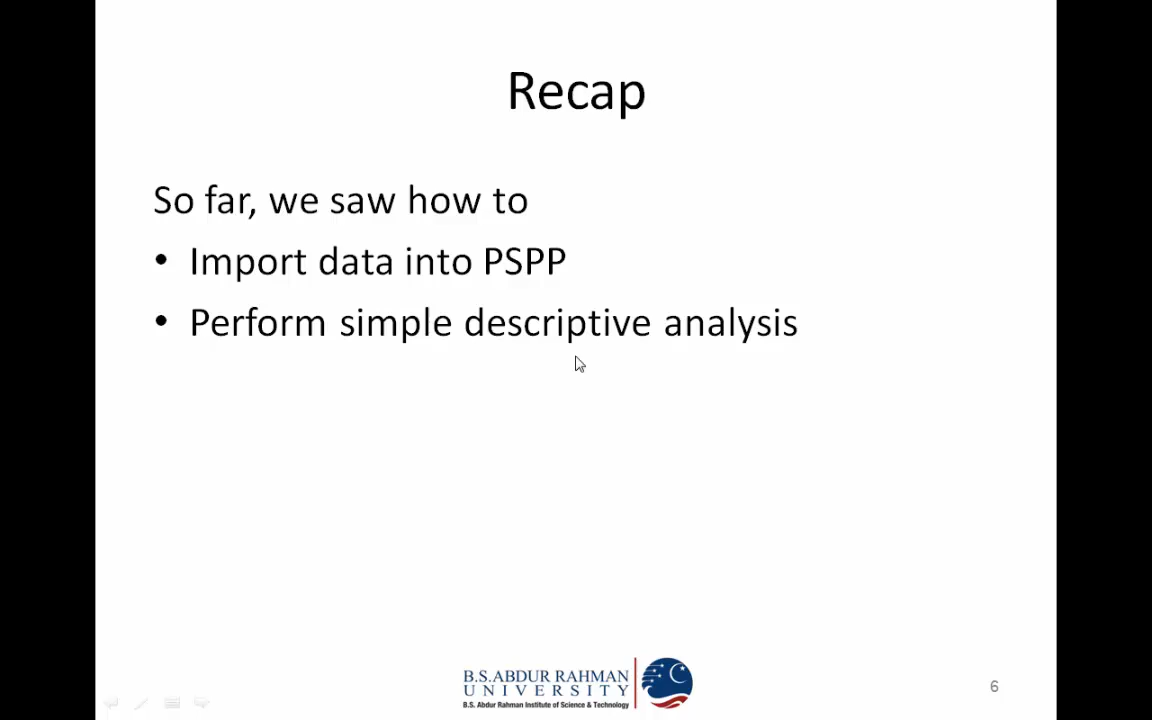 Recap
So far, we saw how to
• Import data into PSPP
• Perform simple descriptive analysis
B.S.ABDUR RAHMAN
UNIVERSITY
B.S. Abdur Rahman Institute of Science & Technology
6